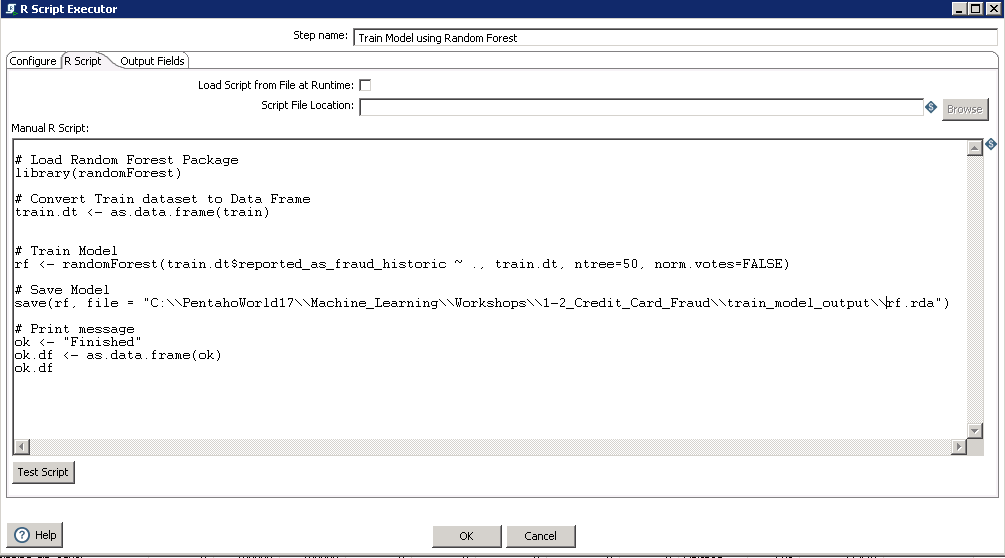 R Script Executor
Step name: Train Model using Random Forest
Configure R Script Output Fields
Load Script from File at Runtime:
Script File Location: Browse
Manual R Script:
# Load Random Forest Package
library(randomForest)
# Convert Train dataset to Data Frame
train.dt <- as.data.frame(train)
# Train Model
rf <- randomForest(train.dt$reported_as_fraud_historic ~ ., train.dt, ntree=50, norm.votes=FALSE)
# Save Model
save(rf, file = "C:\\PentahoWorld17\\Machine_Learning\\Workshops\\1-2_Credit_Card_Fraud\\train_model_output\\rf.rda")
# Print message
ok <- "Finished"
ok.df <- as.data.frame(ok)
ok.df
Test Script
Help OK Cancel